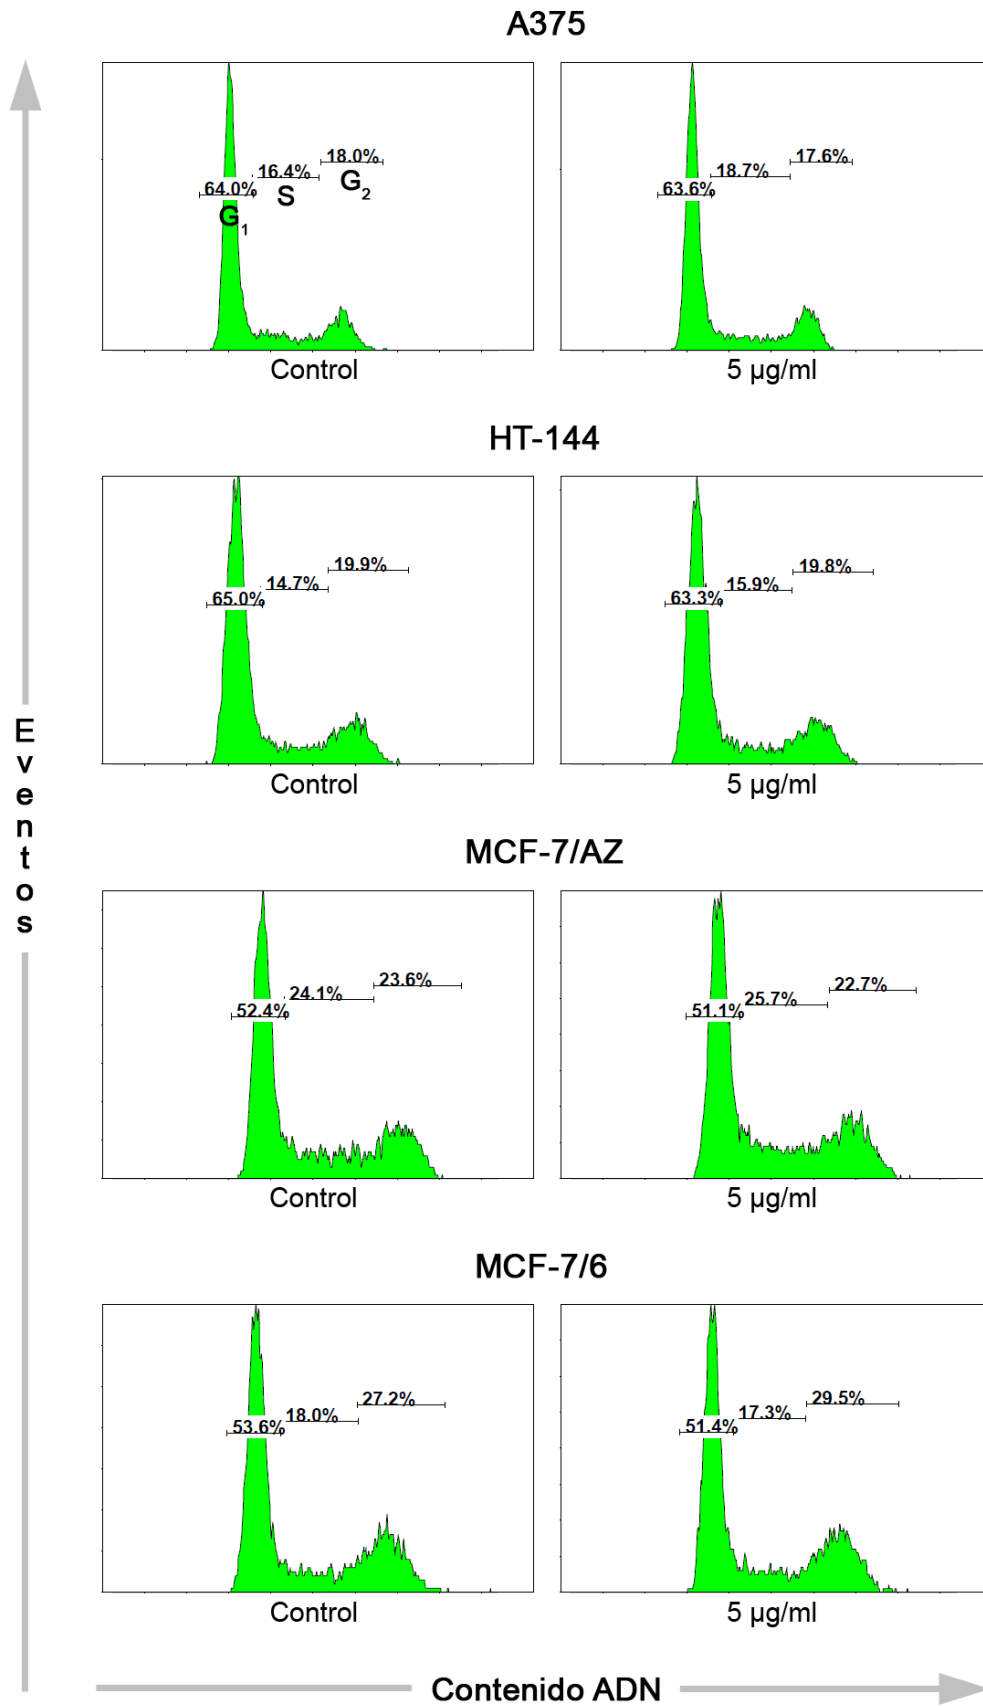 A375
64.0% 16.4% 18.0%
G1 S G2
Control
63.6% 18.7% 17.6%
5 µg/ml
HT-144
65.0% 14.7% 19.9%
Control
63.3% 15.9% 19.8%
5 µg/ml
MCF-7/AZ
52.4% 24.1% 23.6%
Control
51.1% 25.7% 22.7%
5 µg/ml
MCF-7/6
53.6% 18.0% 27.2%
Control
51.4% 17.3% 29.5%
5 µg/ml
Eventos
Contenido ADN